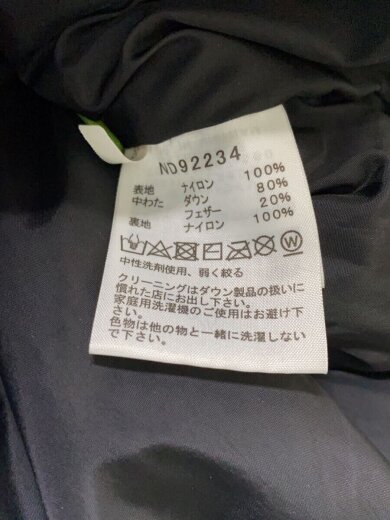 ND92234
表地 ナイロン 100%
中わた ダウン 80%
フェザー 20%
裏地 ナイロン 100%
中性洗剤使用、弱く絞る
クリーニングはダウン製品の扱いに
慣れた店にお出し下さい。
家庭用洗濯機のご使用はお避け下
さい。
色物は他の物と一緒に洗濯しない
で下さい。